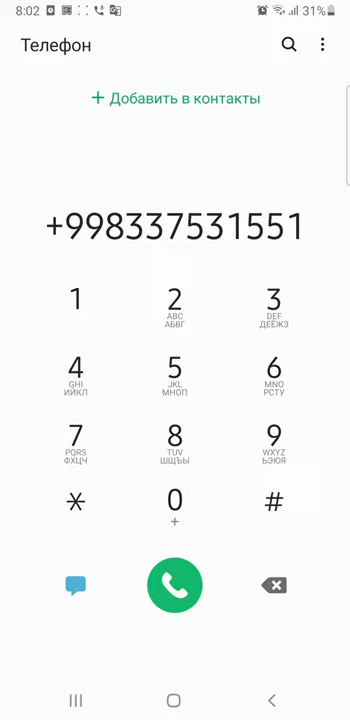 8:02 31%
Телефон
+ Добавить в контакты
+998337531551
1 2 3
ABC DEF
АБВГ ДЕЁЖЗ
4 5 6
GHI JKL MNO
ИЙКЛ МНОП РСТУ
7 8 9
PQRS TUV WXYZ
ФХЦЧ ШЩЪЫ ЬЭЮЯ
* 0 #
+